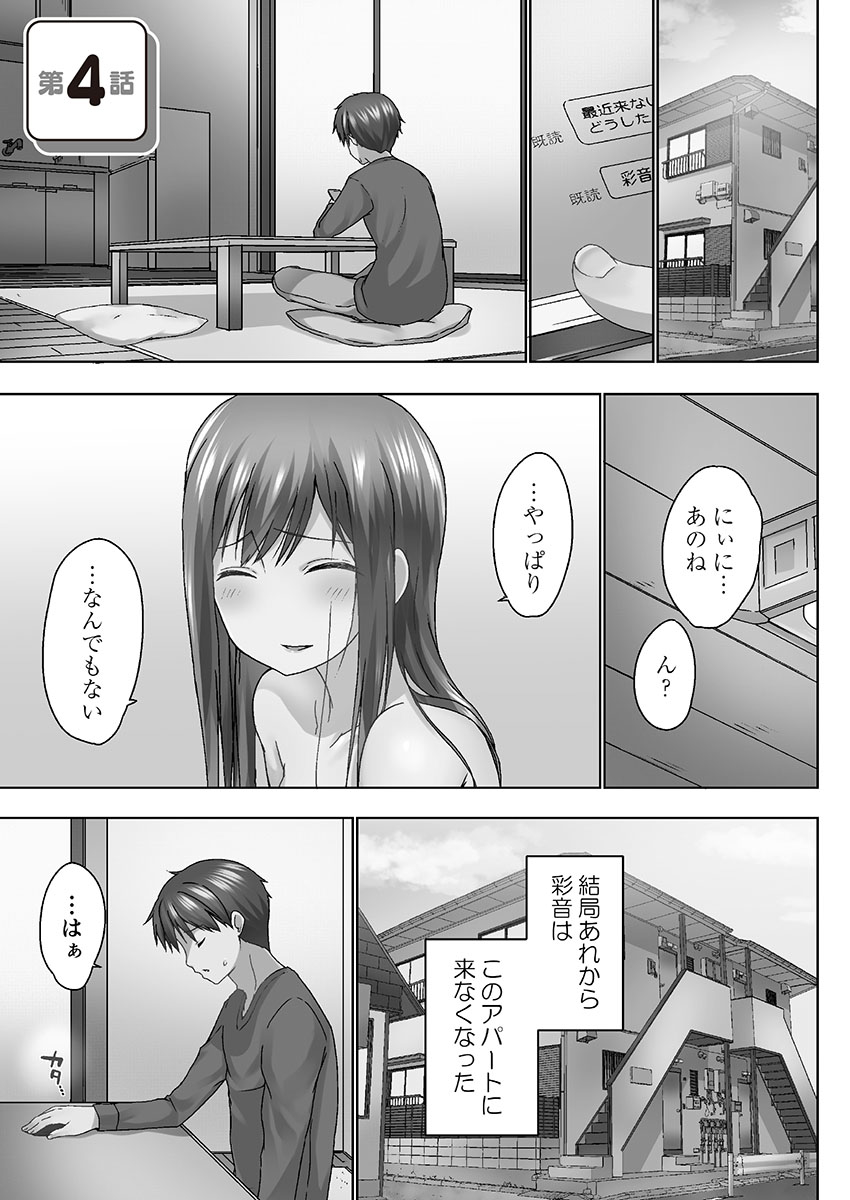 第4話
最近来ない
どうした
既読
彩音
既読
にぃに…
あのね
ん?
…やっぱり
…なんでもない
結局あれから
彩音は
このアパートに
来なくなった
…はぁ
カタ…